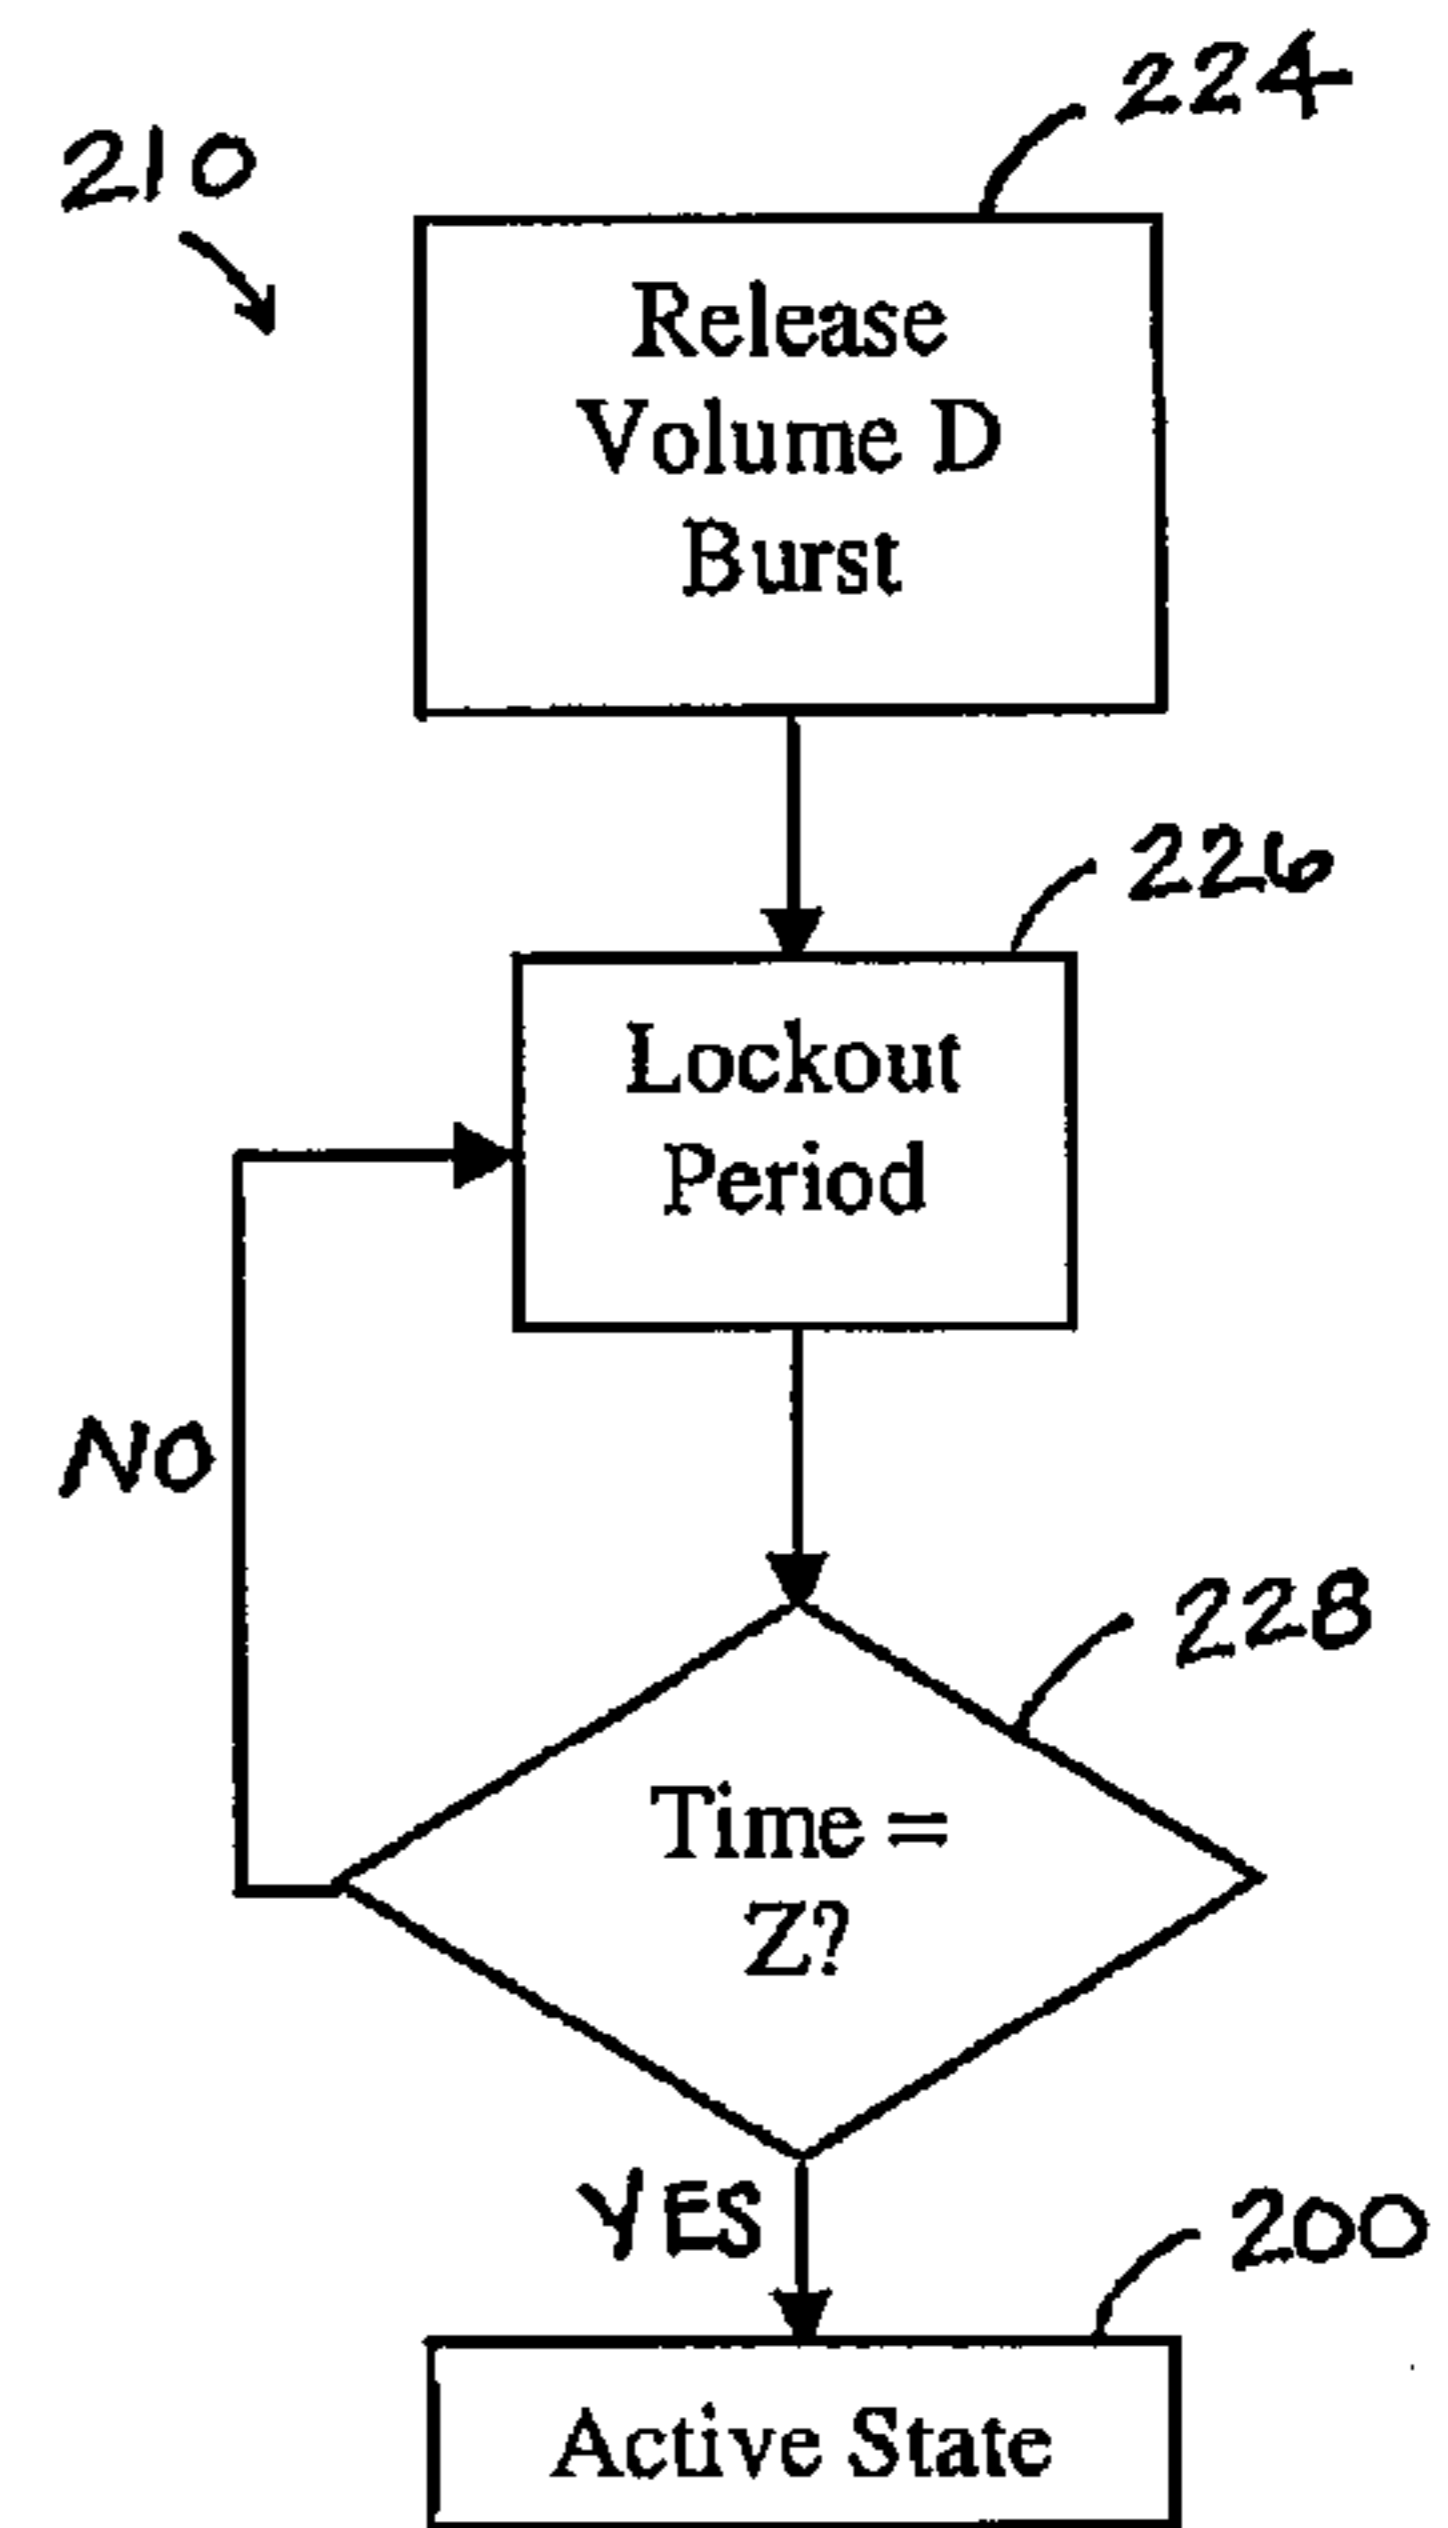 224
210
Release
Volume D
Burst
226
Lockout
Period
NO
228
Time =
Z?
YES
200
Active State